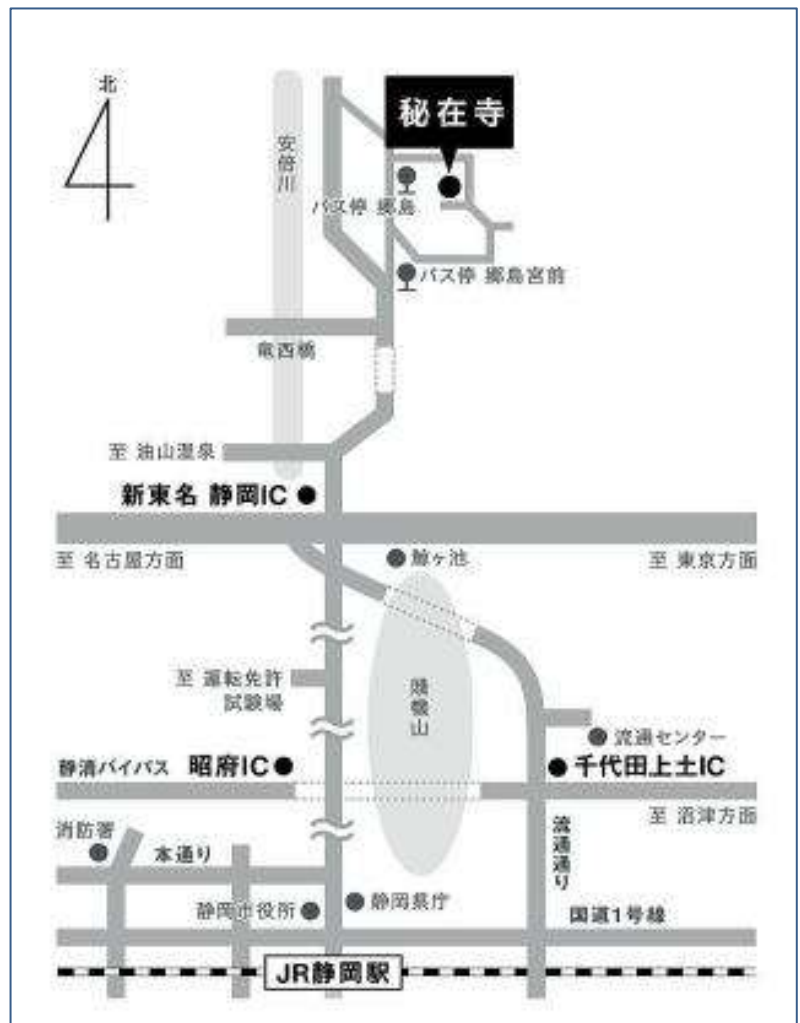 北
秘在寺
安倍川
バス停 郷島
バス停 郷島宮前
竜西橋
至 油山温泉
新東名 静岡IC
至 名古屋方面
鯨ヶ池
至 東京方面
至 運転免許
試験場
賤機山
流通センター
静清バイパス 昭府IC
千代田上土IC
至 沼津方面
消防署
本通り
流通通り
静岡市役所
静岡県庁
国道1号線
JR静岡駅